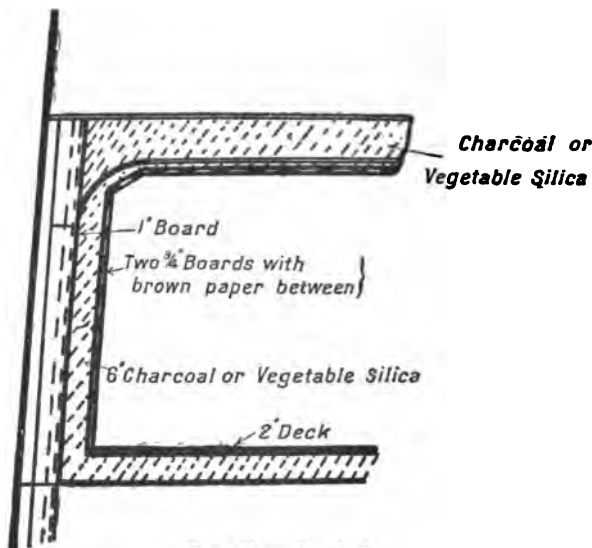 Charcoal or
Vegetable Silica
1" Board
Two ¾" Boards with
brown paper between }
6" Charcoal or Vegetable Silica
2" Deck